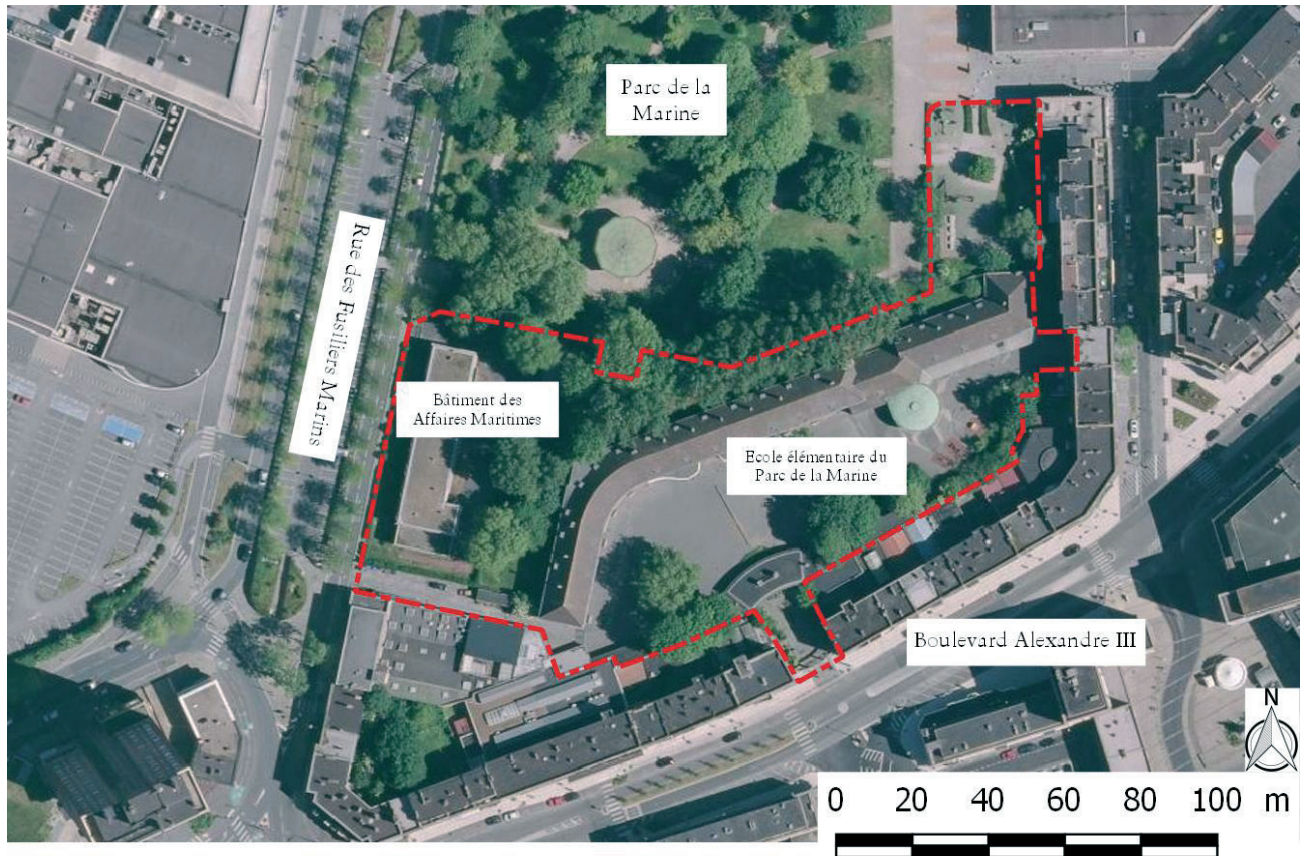 Parc de la
Marine
Rue des Fusiliers Marins
Bâtiment des
Affaires Maritimes
Ecole élémentaire du
Parc de la Marine
Boulevard Alexandre III
N
0 20 40 60 80 100 m